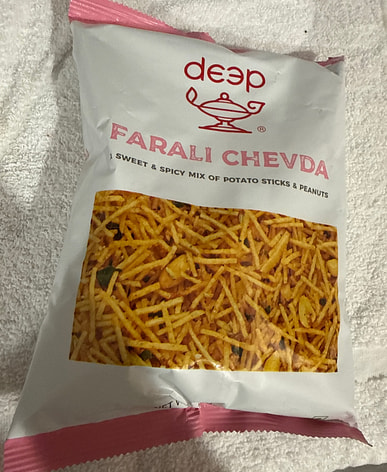 deep
®
FARALI CHEVDA
SWEET & SPICY MIX OF POTATO STICKS & PEANUTS